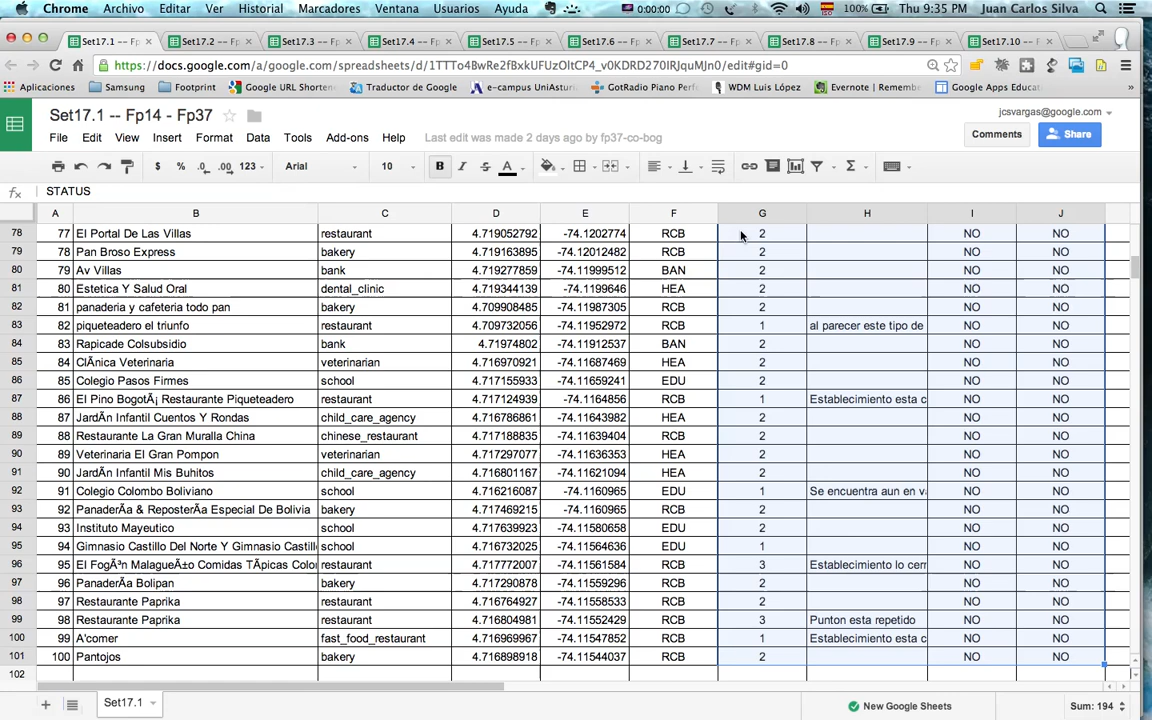 Chrome Archivo Editar Ver Historial Marcadores Ventana Usuarios Ayuda 0:00:00 100% Thu 9:35 PM Juan Carlos Silva
Set17.1 -- Fp Set17.2 -- Fp Set17.3 -- Fp Set17.4 -- Fp Set17.5 -- Fp Set17.6 -- Fp Set17.7 -- Fp Set17.8 -- Fp Set17.9 -- Fp Set17.10 -- F
https://docs.google.com/a/google.com/spreadsheets/d/1TTTo4BwRe2fBxkUFUzOltCP4_v0KDRD270IRJquMJn0/edit#gid=0
Aplicaciones Samsung Footprint Google URL Shorten Traductor de Google e-campus UniAstur GotRadio Piano Perf WDM Luis López Evernote | Rememb Google Apps Educat »
Set17.1 -- Fp14 - Fp37
jcsvargas@google.com
File Edit View Insert Format Data Tools Add-ons Help Last edit was made 2 days ago by fp37-co-bog
Comments Share
$ % .0 .00 123 Arial 10 B I S A Σ
fx STATUS
A B C D E F G H I J
78 77 El Portal De Las Villas restaurant 4.719052792 -74.1202774 RCB 2 NO NO
79 78 Pan Broso Express bakery 4.719163895 -74.12012482 RCB 2 NO NO
80 79 Av Villas bank 4.719277859 -74.11999512 BAN 2 NO NO
81 80 Estetica Y Salud Oral dental_clinic 4.719344139 -74.1199646 HEA 2 NO NO
82 81 panaderia y cafeteria todo pan bakery 4.709908485 -74.11987305 RCB 2 NO NO
83 82 piqueteadero el triunfo restaurant 4.709732056 -74.11952972 RCB 1 al parecer este tipo de NO NO
84 83 Rapicade Colsubsidio bank 4.71974802 -74.11912537 BAN 2 NO NO
85 84 ClÃnica Veterinaria veterinarian 4.716970921 -74.11687469 HEA 2 NO NO
86 85 Colegio Pasos Firmes school 4.717155933 -74.11659241 EDU 2 NO NO
87 86 El Pino BogotÃ¡ Restaurante Piqueteadero restaurant 4.717124939 -74.1164856 RCB 1 Establecimiento esta c NO NO
88 87 JardÃn Infantil Cuentos Y Rondas child_care_agency 4.716786861 -74.11643982 HEA 2 NO NO
89 88 Restaurante La Gran Muralla China chinese_restaurant 4.717188835 -74.11639404 RCB 2 NO NO
90 89 Veterinaria El Gran Pompon veterinarian 4.717297077 -74.11636353 HEA 2 NO NO
91 90 JardÃn Infantil Mis Buhitos child_care_agency 4.716801167 -74.11621094 HEA 2 NO NO
92 91 Colegio Colombo Boliviano school 4.716216087 -74.1160965 EDU 1 Se encuentra aun en va NO NO
93 92 PanaderÃa & ReposterÃa Especial De Bolivia bakery 4.717469215 -74.1160965 RCB 2 NO NO
94 93 Instituto Mayeutico school 4.717639923 -74.11580658 EDU 2 NO NO
95 94 Gimnasio Castillo Del Norte Y Gimnasio Castill school 4.716732025 -74.11564636 EDU 1 NO NO
96 95 El FogÃ³n MalagueÃ±o Comidas TÃpicas Color restaurant 4.717772007 -74.11561584 RCB 3 Establecimiento lo cerr NO NO
97 96 PanaderÃa Bolipan bakery 4.717290878 -74.11559296 RCB 2 NO NO
98 97 Restaurante Paprika restaurant 4.716764927 -74.11558533 RCB 2 NO NO
99 98 Restaurante Paprika restaurant 4.716804981 -74.11552429 RCB 3 Punton esta repetido NO NO
100 99 A'comer fast_food_restaurant 4.716969967 -74.11547852 RCB 1 Establecimiento esta c NO NO
101 100 Pantojos bakery 4.716898918 -74.11544037 RCB 2 NO NO
102
Set17.1 New Google Sheets Sum: 194